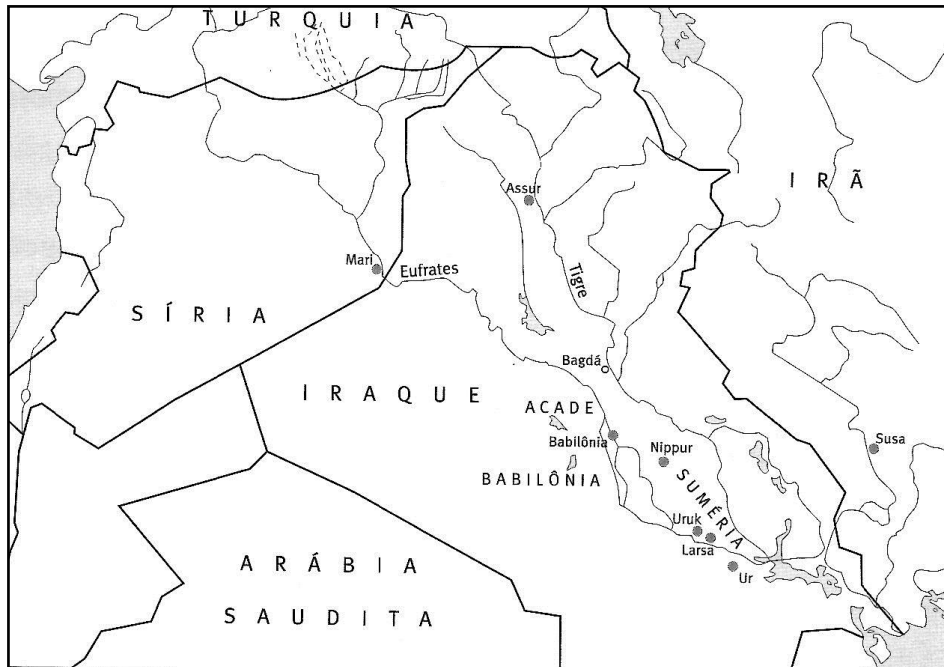 TURQUIA
IRÃ
Assur
Mari
Eufrates
Tigre
SÍRIA
Bagdá
IRAQUE
ACADE
Babilônia
Nippur
Susa
BABILÔNIA
SUMÉRIA
Uruk
Larsa
Ur
ARÁBIA
SAUDITA